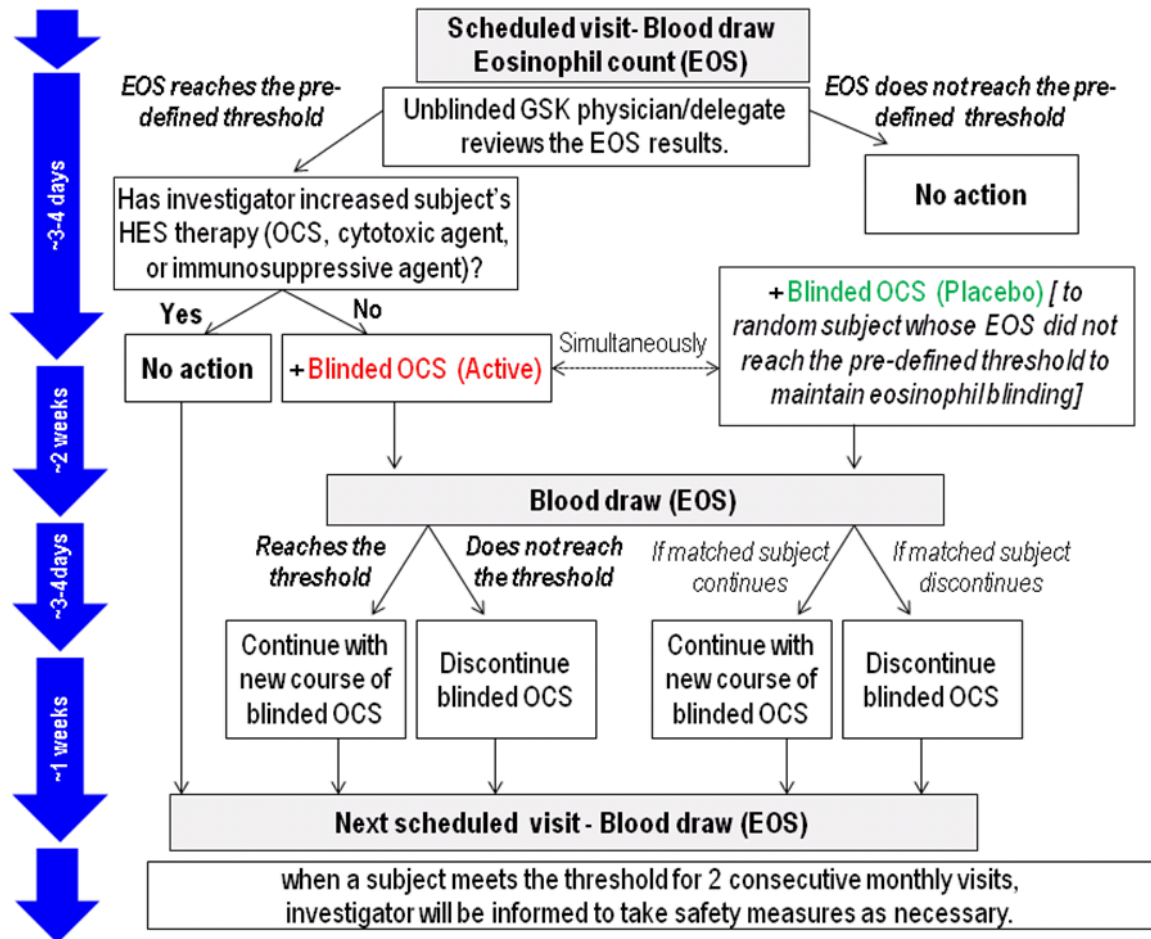 Scheduled visit- Blood draw
Eosinophil count (EOS)
EOS reaches the pre-
defined threshold
Unblinded GSK physician/delegate
reviews the EOS results.
EOS does not reach the pre-
defined threshold
No action
~3-4 days
Has investigator increased subject's
HES therapy (OCS, cytotoxic agent,
or immunosuppressive agent)?
Yes
No
No action
+Blinded OCS (Active)
Simultaneously
+Blinded OCS (Placebo) [ to
random subject whose EOS did not
reach the pre-defined threshold to
maintain eosinophil blinding]
~2 weeks
Blood draw (EOS)
~3-4days
Reaches the
threshold
Does not reach
the threshold
If matched subject
continues
If matched subject
discontinues
Continue with
new course of
blinded OCS
Discontinue
blinded OCS
Continue with
new course of
blinded OCS
Discontinue
blinded OCS
~1 weeks
Next scheduled visit - Blood draw (EOS)
when a subject meets the threshold for 2 consecutive monthly visits,
investigator will be informed to take safety measures as necessary.